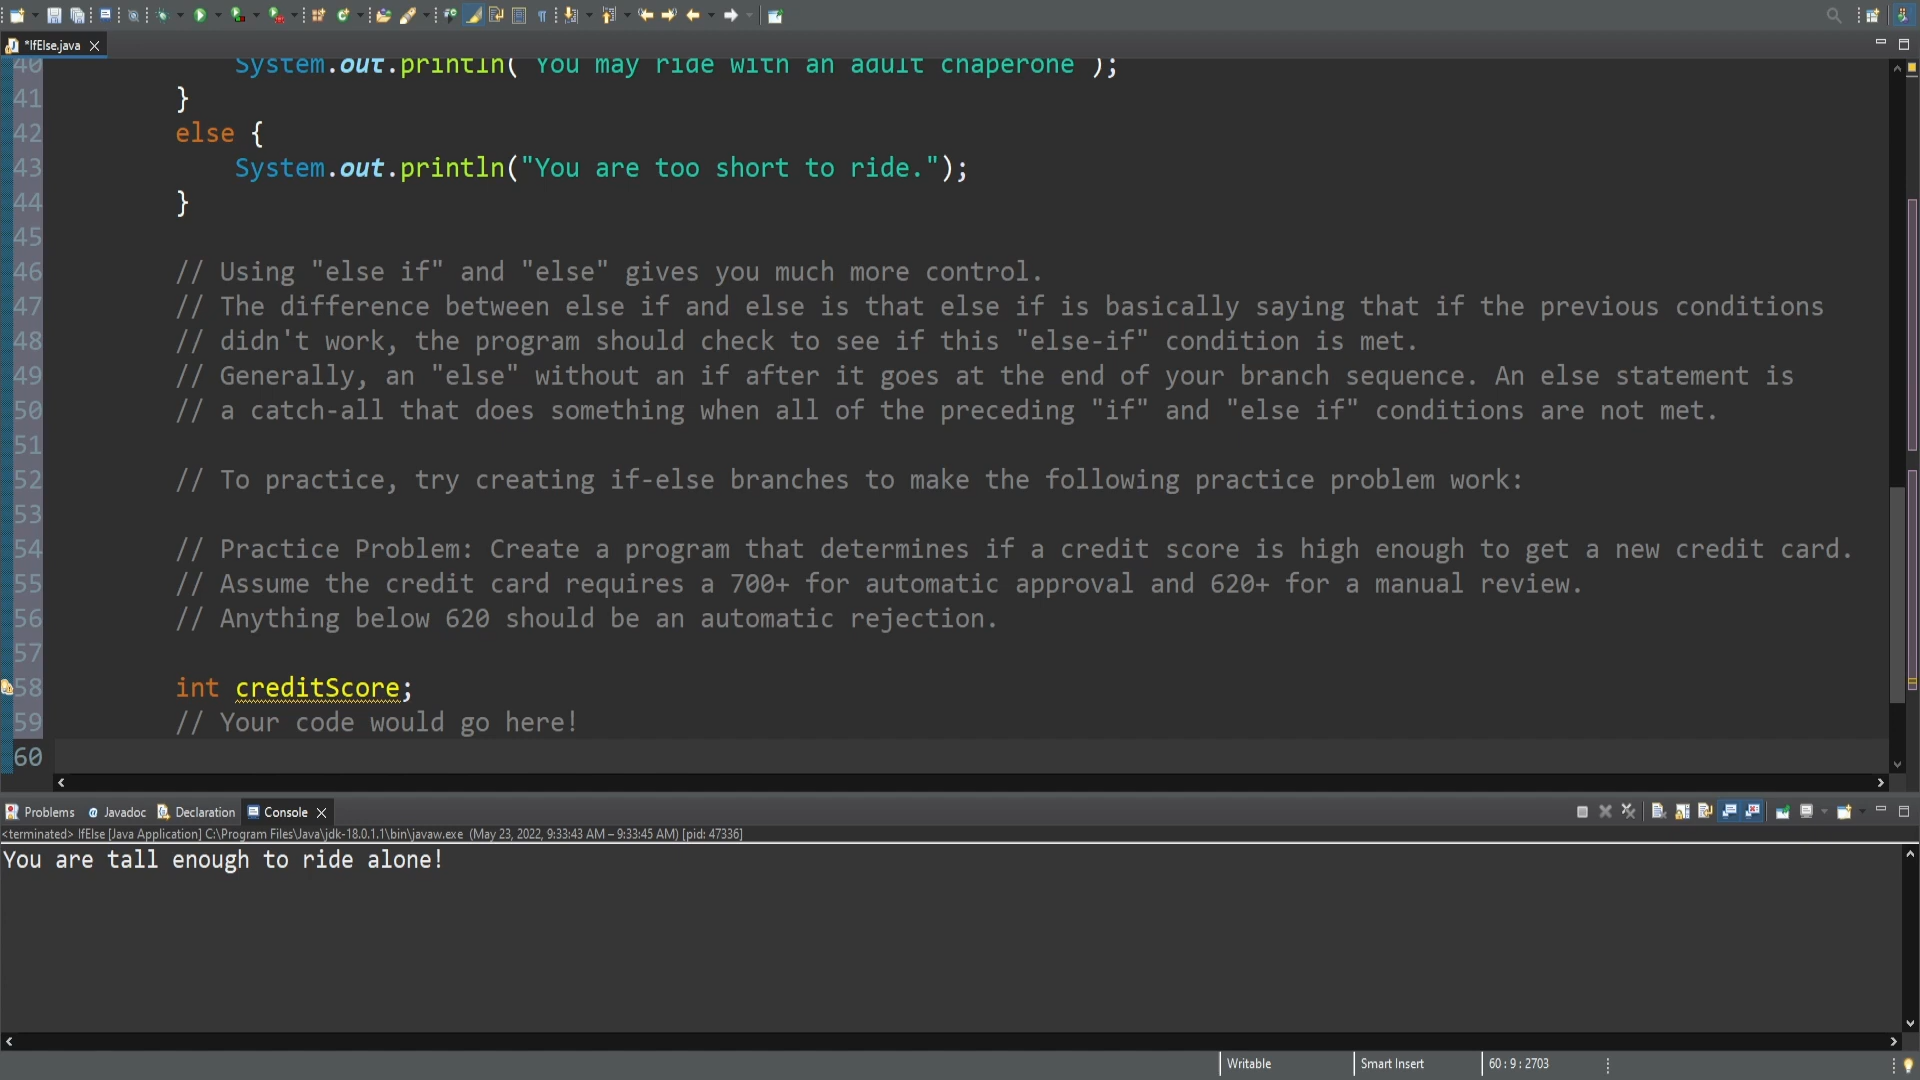 *IfElse.java
40 System.out.println("You may ride with an adult chaperone");
41 }
42 else {
43 System.out.println("You are too short to ride.");
44 }
45
46 // Using "else if" and "else" gives you much more control.
47 // The difference between else if and else is that else if is basically saying that if the previous conditions
48 // didn't work, the program should check to see if this "else-if" condition is met.
49 // Generally, an "else" without an if after it goes at the end of your branch sequence. An else statement is
50 // a catch-all that does something when all of the preceding "if" and "else if" conditions are not met.
51
52 // To practice, try creating if-else branches to make the following practice problem work:
53
54 // Practice Problem: Create a program that determines if a credit score is high enough to get a new credit card.
55 // Assume the credit card requires a 700+ for automatic approval and 620+ for a manual review.
56 // Anything below 620 should be an automatic rejection.
57
58 int creditScore;
59 // Your code would go here!
60
Problems Javadoc Declaration Console
<terminated> IfElse [Java Application] C:\Program Files\Java\jdk-18.0.1.1\bin\javaw.exe (May 23, 2022, 9:33:43 AM – 9:33:45 AM) [pid: 47336]
You are tall enough to ride alone!
Writable Smart Insert 60 : 9 : 2703